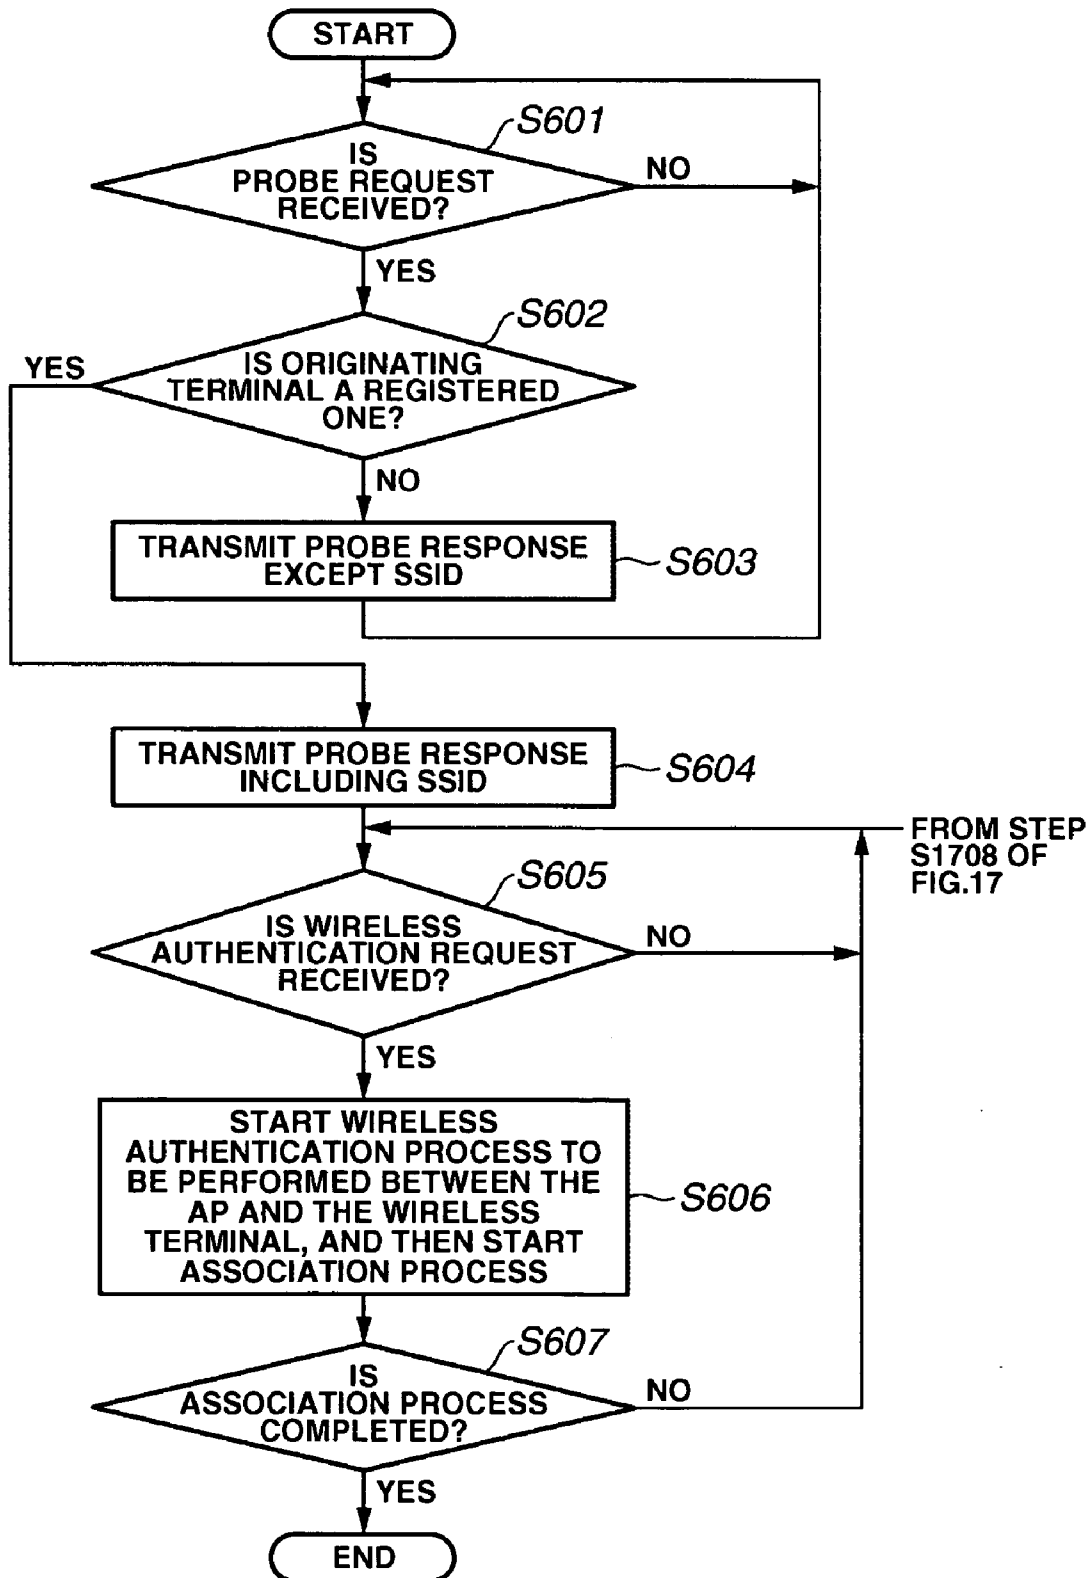 START
S601
IS
PROBE REQUEST
RECEIVED?
NO
YES
S602
YES
IS ORIGINATING
TERMINAL A REGISTERED
ONE?
NO
TRANSMIT PROBE RESPONSE
EXCEPT SSID
S603
TRANSMIT PROBE RESPONSE
INCLUDING SSID
S604
FROM STEP
S1708 OF
FIG.17
S605
IS WIRELESS
AUTHENTICATION REQUEST
RECEIVED?
NO
YES
START WIRELESS
AUTHENTICATION PROCESS TO
BE PERFORMED BETWEEN THE
AP AND THE WIRELESS
TERMINAL, AND THEN START
ASSOCIATION PROCESS
S606
S607
IS
ASSOCIATION PROCESS
COMPLETED?
NO
YES
END